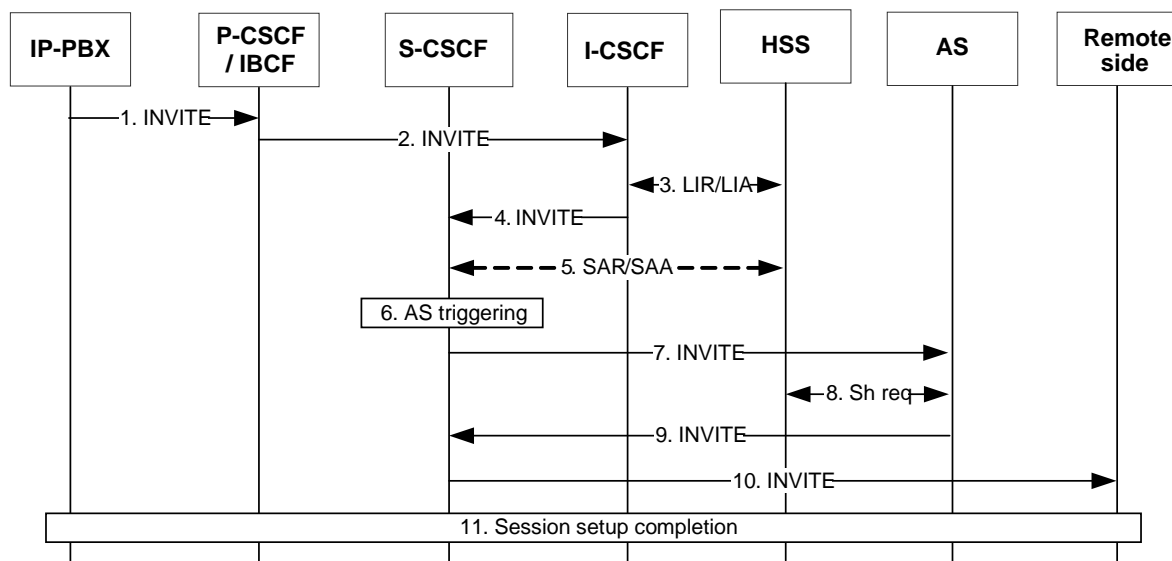 IP-PBX
P-CSCF
/ IBCF
S-CSCF
I-CSCF
HSS
AS
Remote
side
1. INVITE
2. INVITE
3. LIR/LIA
4. INVITE
5. SAR/SAA
6. AS triggering
7. INVITE
8. Sh req
9. INVITE
10. INVITE
11. Session setup completion